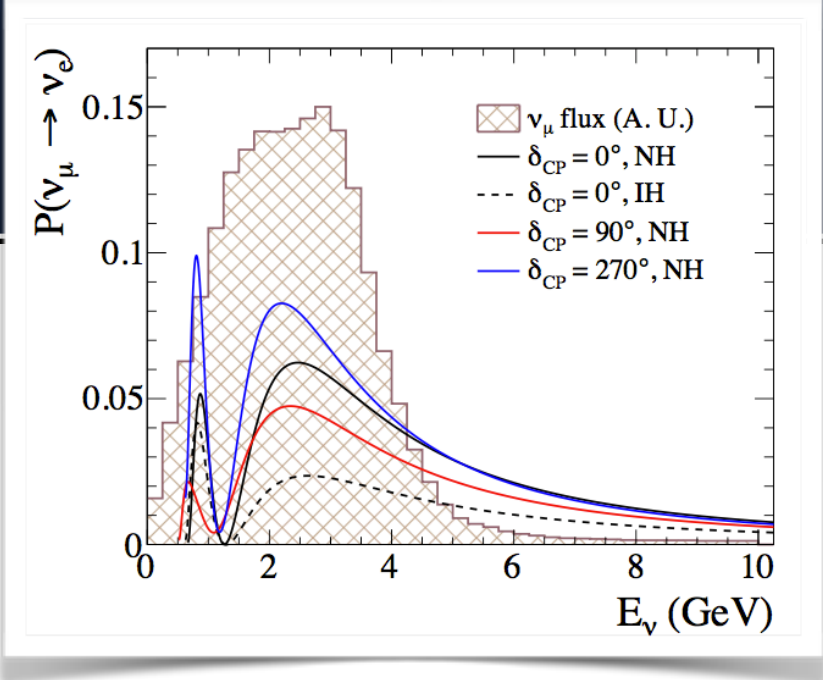 P(ν_μ → ν_e)
0.15
0.1
0.05
0
ν_μ flux (A. U.)
δ_CP = 0°, NH
δ_CP = 0°, IH
δ_CP = 90°, NH
δ_CP = 270°, NH
0 2 4 6 8 10
E_ν (GeV)